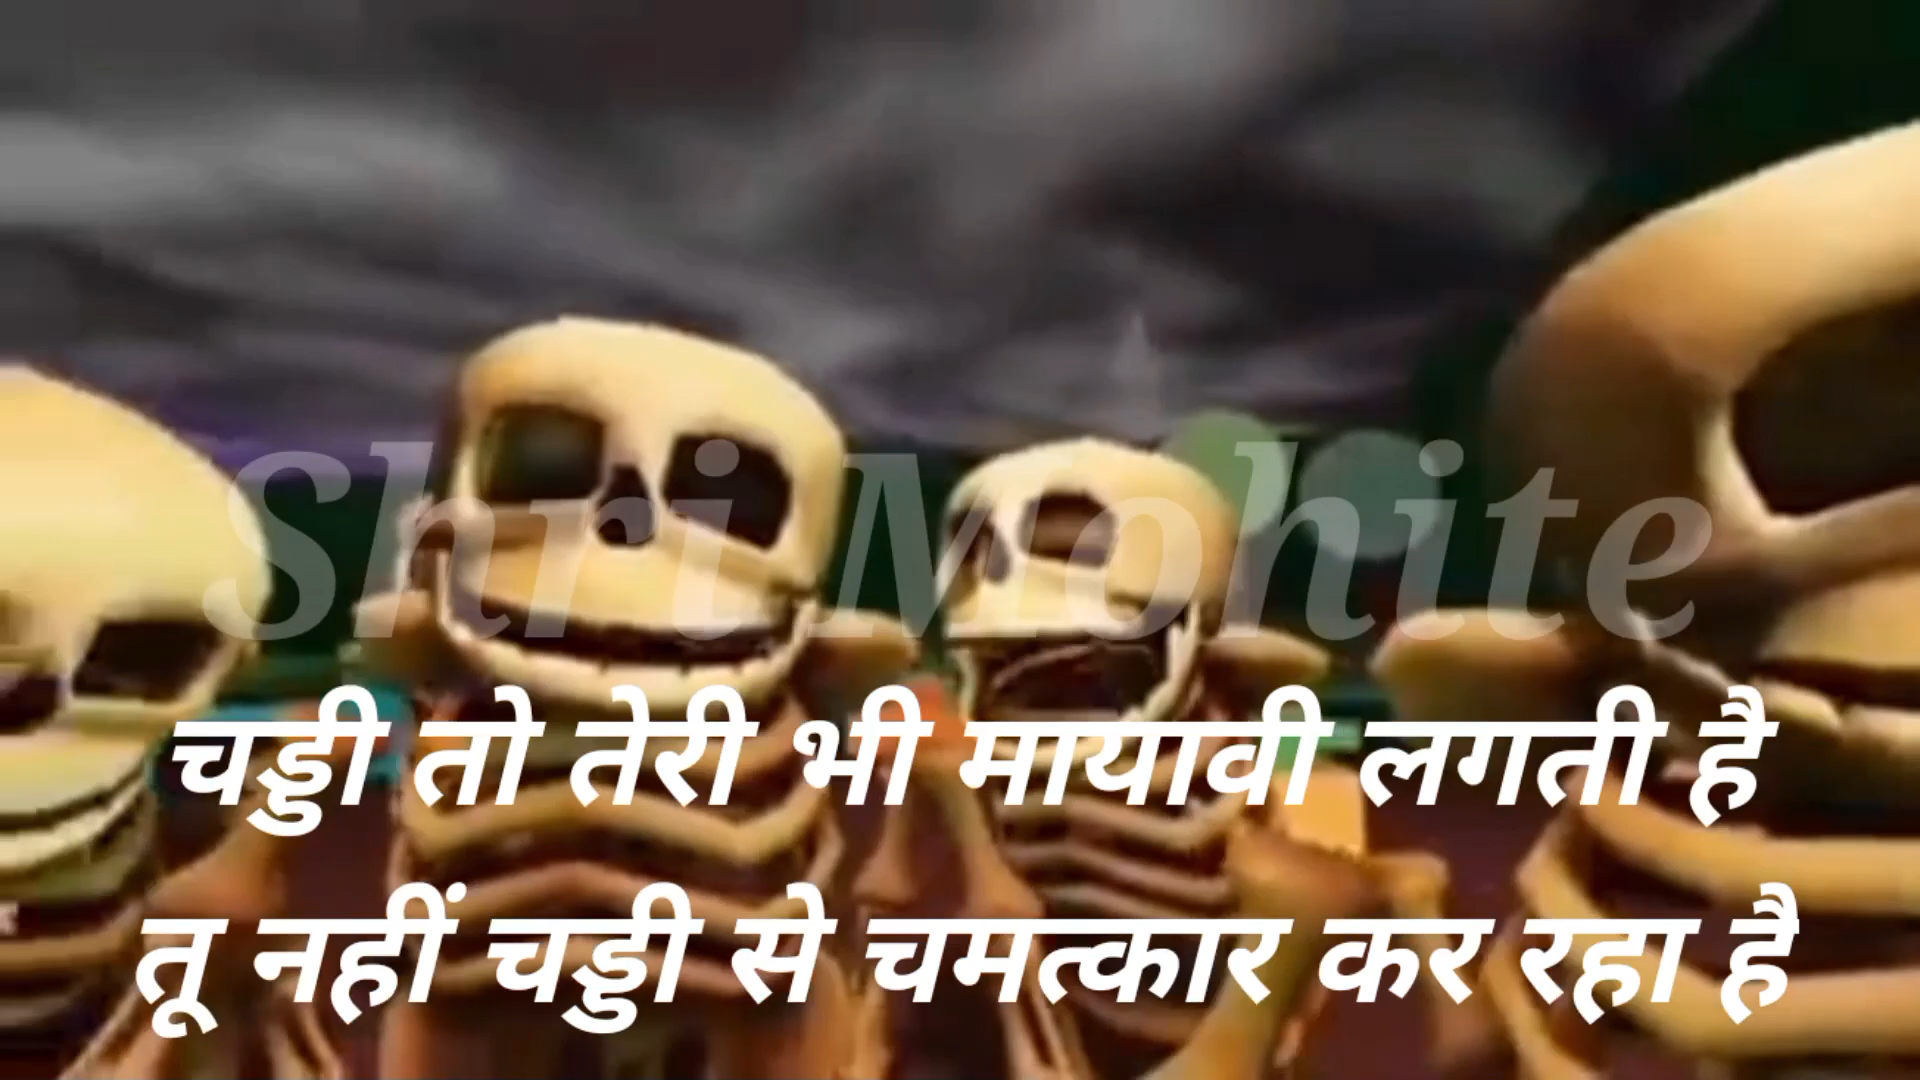 Shri Mohite
चड्डी तो तेरी भी मायावी लगती है
तू नहीं चड्डी से चमत्कार कर रहा है